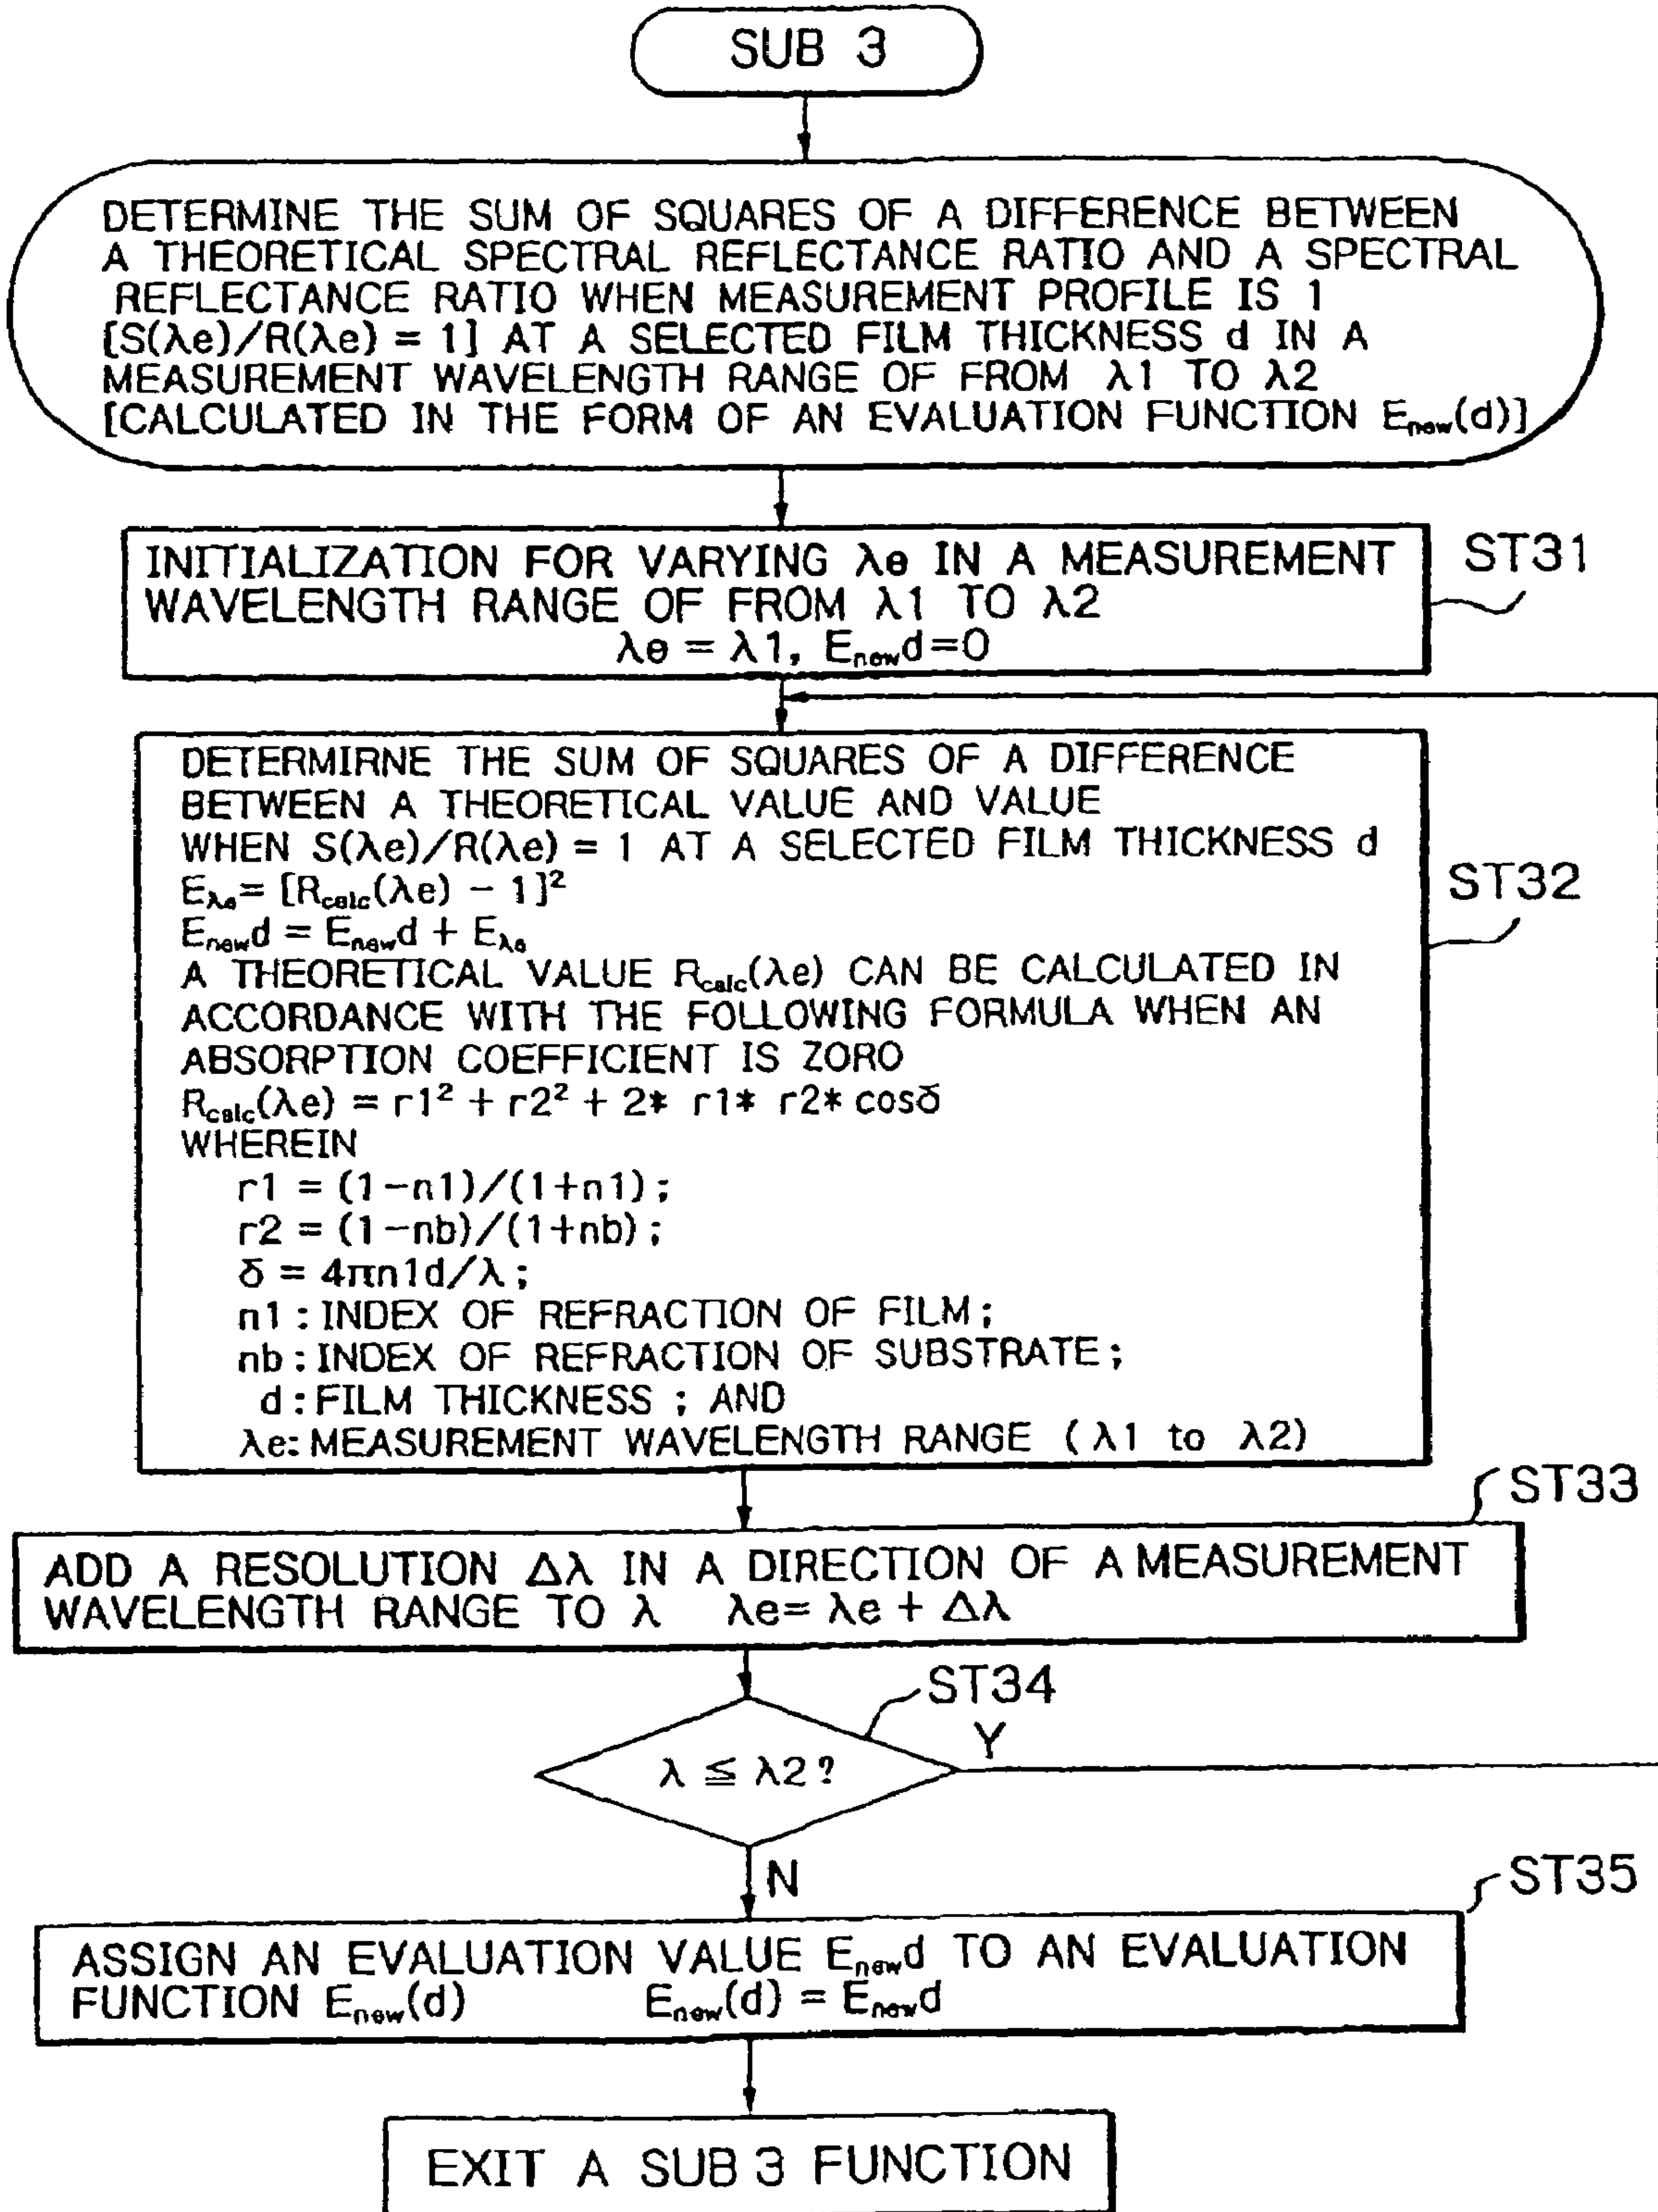 SUB 3
DETERMINE THE SUM OF SQUARES OF A DIFFERENCE BETWEEN
A THEORETICAL SPECTRAL REFLECTANCE RATIO AND A SPECTRAL
REFLECTANCE RATIO WHEN MEASUREMENT PROFILE IS 1
[S(λe)/R(λe) = 1] AT A SELECTED FILM THICKNESS d IN A
MEASUREMENT WAVELENGTH RANGE OF FROM λ1 TO λ2
[CALCULATED IN THE FORM OF AN EVALUATION FUNCTION Enew(d)]
INITIALIZATION FOR VARYING λe IN A MEASUREMENT
WAVELENGTH RANGE OF FROM λ1 TO λ2
λe = λ1, Enewd=0
ST31
DETERMIRNE THE SUM OF SQUARES OF A DIFFERENCE
BETWEEN A THEORETICAL VALUE AND VALUE
WHEN S(λe)/R(λe) = 1 AT A SELECTED FILM THICKNESS d
Eλe= [Rcalc(λe) - 1]²
Enewd = Enewd + Eλe
A THEORETICAL VALUE Rcalc(λe) CAN BE CALCULATED IN
ACCORDANCE WITH THE FOLLOWING FORMULA WHEN AN
ABSORPTION COEFFICIENT IS ZORO
Rcalc(λe) = r1² + r2² + 2* r1* r2* cosδ
WHEREIN
r1 = (1-n1)/(1+n1);
r2 = (1-nb)/(1+nb);
δ = 4πn1d/λ;
n1 : INDEX OF REFRACTION OF FILM;
nb : INDEX OF REFRACTION OF SUBSTRATE;
d : FILM THICKNESS ; AND
λe: MEASUREMENT WAVELENGTH RANGE (λ1 to λ2)
ST32
ST33
ADD A RESOLUTION Δλ IN A DIRECTION OF A MEASUREMENT
WAVELENGTH RANGE TO λ λe= λe + Δλ
ST34
Y
λ ≦ λ2?
N
ST35
ASSIGN AN EVALUATION VALUE Enewd TO AN EVALUATION
FUNCTION Enew(d) Enew(d) = Enewd
EXIT A SUB 3 FUNCTION